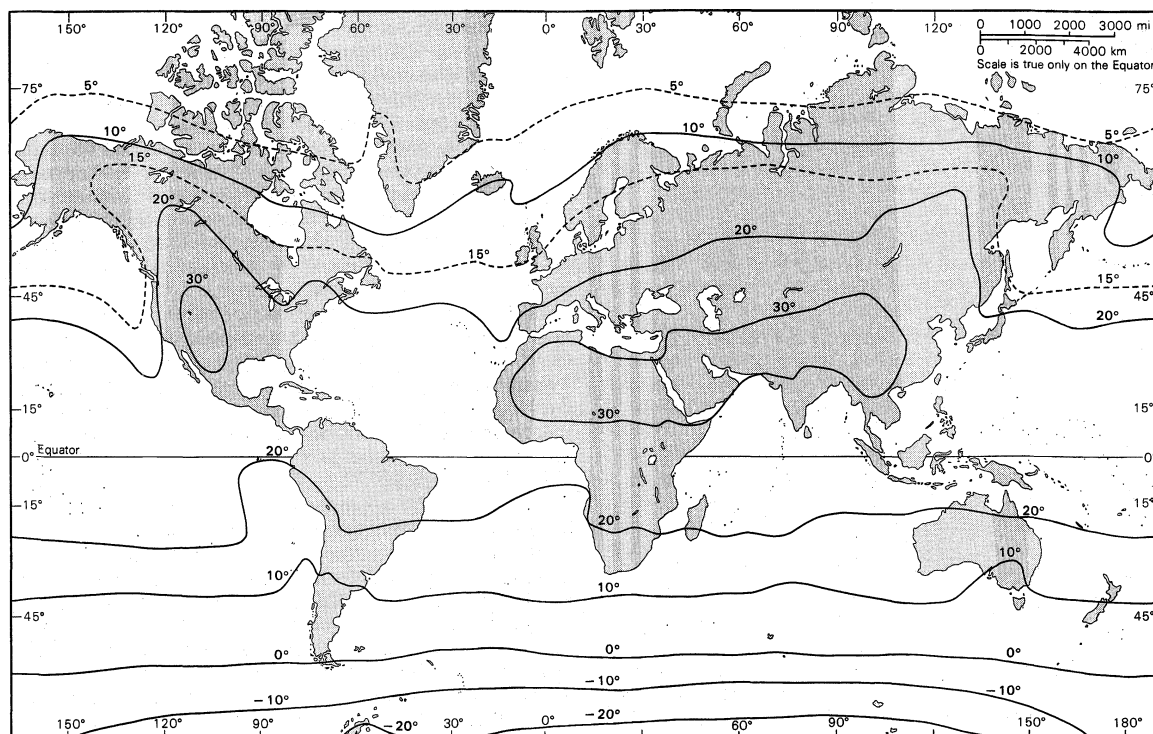 150° 120° 90° 60° 30° 0° 30° 60° 90° 120° 0 1000 2000 3000 mi
0 2000 4000 km
Scale is true only on the Equator
75° 5° 5° 75°
10° 10° 5°
15° 10°
20° 20°
15° 15°
45° 30° 30° 45°
20°
15° 30° 15°
Equator
0° 20° 0
15° 20° 20° 15°
10° 10° 10°
45° 45°
0° 0° 0°
−10° −10° −10°
−20° −20°
150° 120° 90° 30° 0° 60° 90° 150° 180°